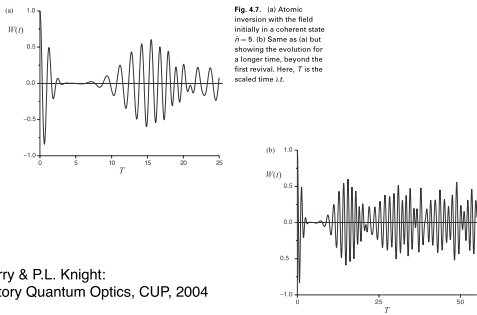 (a)
1.0
W(t)
0.5
0.0
−0.5
−1.0
0 5 10 15 20 25
T
Fig. 4.7. (a) Atomic
inversion with the field
initially in a coherent state
n̄ = 5. (b) Same as (a) but
showing the evolution for
a longer time, beyond the
first revival. Here, T is the
scaled time λt.
(b)
1.0
W(t)
0.5
0.0
−0.5
−1.0
0 25 50
T
rry & P.L. Knight:
tory Quantum Optics, CUP, 2004